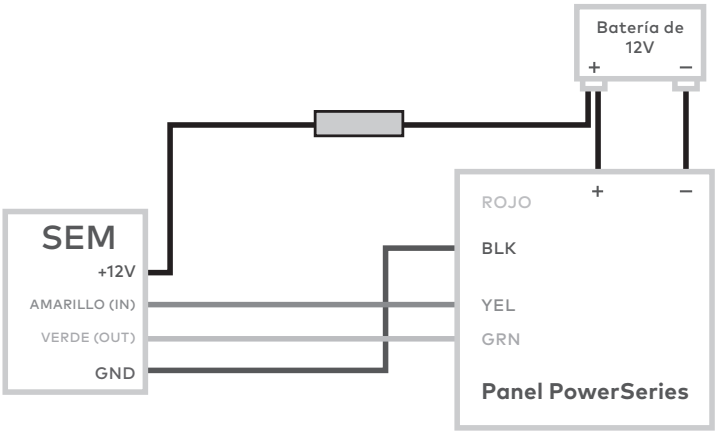 Batería de
12V
+ −
ROJO + −
SEM
BLK
+12V
AMARILLO (IN)
YEL
VERDE (OUT)
GRN
GND
Panel PowerSeries